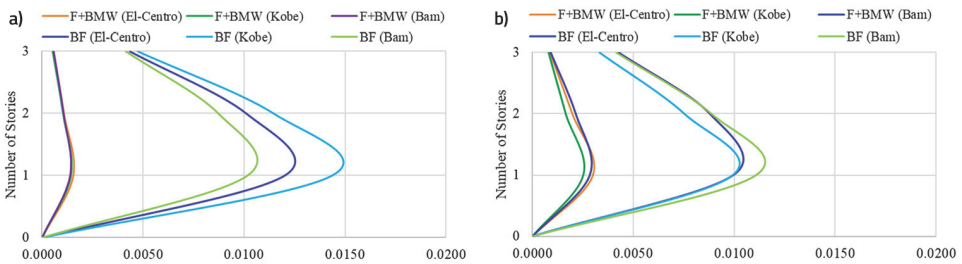 a)
F+BMW (El-Centro) F+BMW (Kobe) F+BMW (Bam)
BF (El-Centro) BF (Kobe) BF (Bam)
Number of Stories
3
2
1
0
0.0000 0.0050 0.0100 0.0150 0.0200
b)
F+BMW (El-Centro) F+BMW (Kobe) F+BMW (Bam)
BF (El-Centro) BF (Kobe) BF (Bam)
Number of Stories
3
2
1
0
0.0000 0.0050 0.0100 0.0150 0.0200